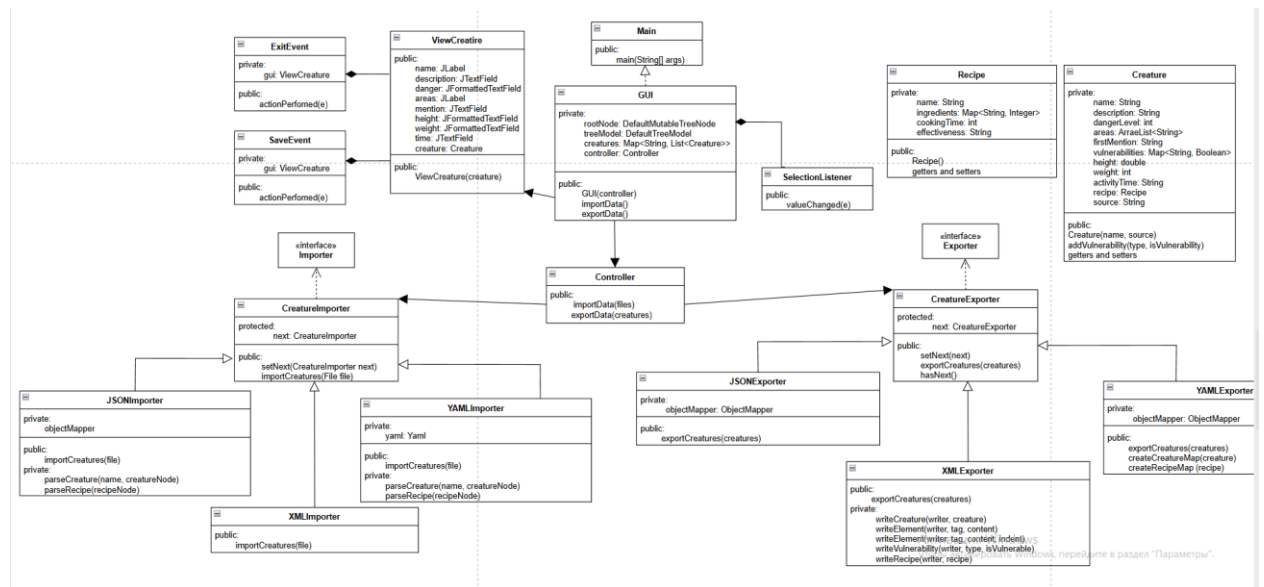 ExitEvent
private:
gui: ViewCreature
public:
actionPerfomed(e)
SaveEvent
private:
gui: ViewCreature
public:
actionPerfomed(e)
ViewCreatire
public:
name: JLabel
description: JTextField
danger: JFormattedTextField
areas: JLabel
mention: JTextField
height: JFormattedTextField
weight: JFormattedTextField
time: JTextField
creature: Creature
public:
ViewCreature(creature)
Main
public:
main(String[] args)
GUI
private:
rootNode: DefaultMutableTreeNode
treeModel: DefaultTreeModel
creatures: Map<String, List<Creature>>
controller: Controller
public:
GUI(controller)
importData()
exportData()
SelectionListener
public:
valueChanged(e)
Recipe
private:
name: String
ingredients: Map<String, Integer>
cookingTime: int
effectiveness: String
public:
Recipe()
getters and setters
Creature
private:
name: String
description: String
dangerLevel: int
areas: ArraeList<String>
firstMention: String
vulnerabilities: Map<String, Boolean>
height: double
weight: int
activityTime: String
recipe: Recipe
source: String
public:
Creature(name, source)
addVulnerability(type, isVulnerability)
getters and setters
«interface»
Importer
CreatureImporter
protected:
next: CreatureImporter
public:
setNext(CreatureImporter next)
importCreatures(File file)
Controller
public:
importData(files)
exportData(creatures)
«interface»
Exporter
CreatureExporter
protected:
next: CreatureExporter
public:
setNext(next)
exportCreatures(creatures)
hasNext()
JSONImporter
private:
objectMapper
public:
importCreatures(file)
private:
parseCreature(name, creatureNode)
parseRecipe(recipeNode)
YAMLImporter
private:
yaml: Yaml
public:
importCreatures(file)
private:
parseCreature(name, creatureNode)
parseRecipe(recipeNode)
XMLImporter
public:
importCreatures(file)
JSONExporter
private:
objectMapper: ObjectMapper
public:
exportCreatures(creatures)
XMLExporter
public:
exportCreatures(creatures)
private:
writeCreature(writer, creature)
writeElement(writer, tag, content)
writeElement(writer, tag, content, indent)
writeVulnerability(writer, type, isVulnerable)
writeRecipe(writer, recipe)
YAMLExporter
private:
objectMapper: ObjectMapper
public:
exportCreatures(creatures)
createCreatureMap(creature)
createRecipeMap (recipe)
Windows, перейдите в раздел "Параметры".